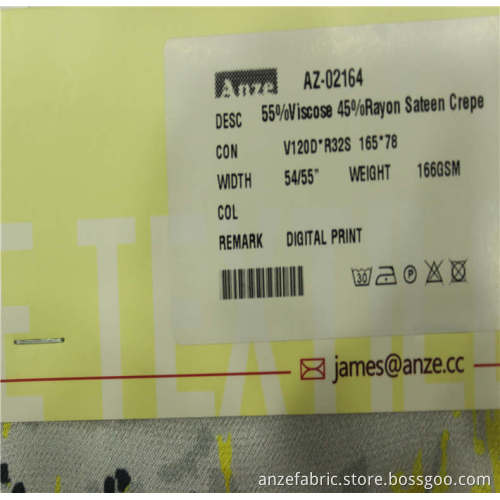 Anze AZ-02164
DESC 55%Viscose 45%Rayon Sateen Crepe
CON V120D*R32S 165*78
WIDTH 54/55" WEIGHT 166GSM
COL
REMARK DIGITAL PRINT
30 P
james@anze.cc
anzefabric.store.bossgoo.com